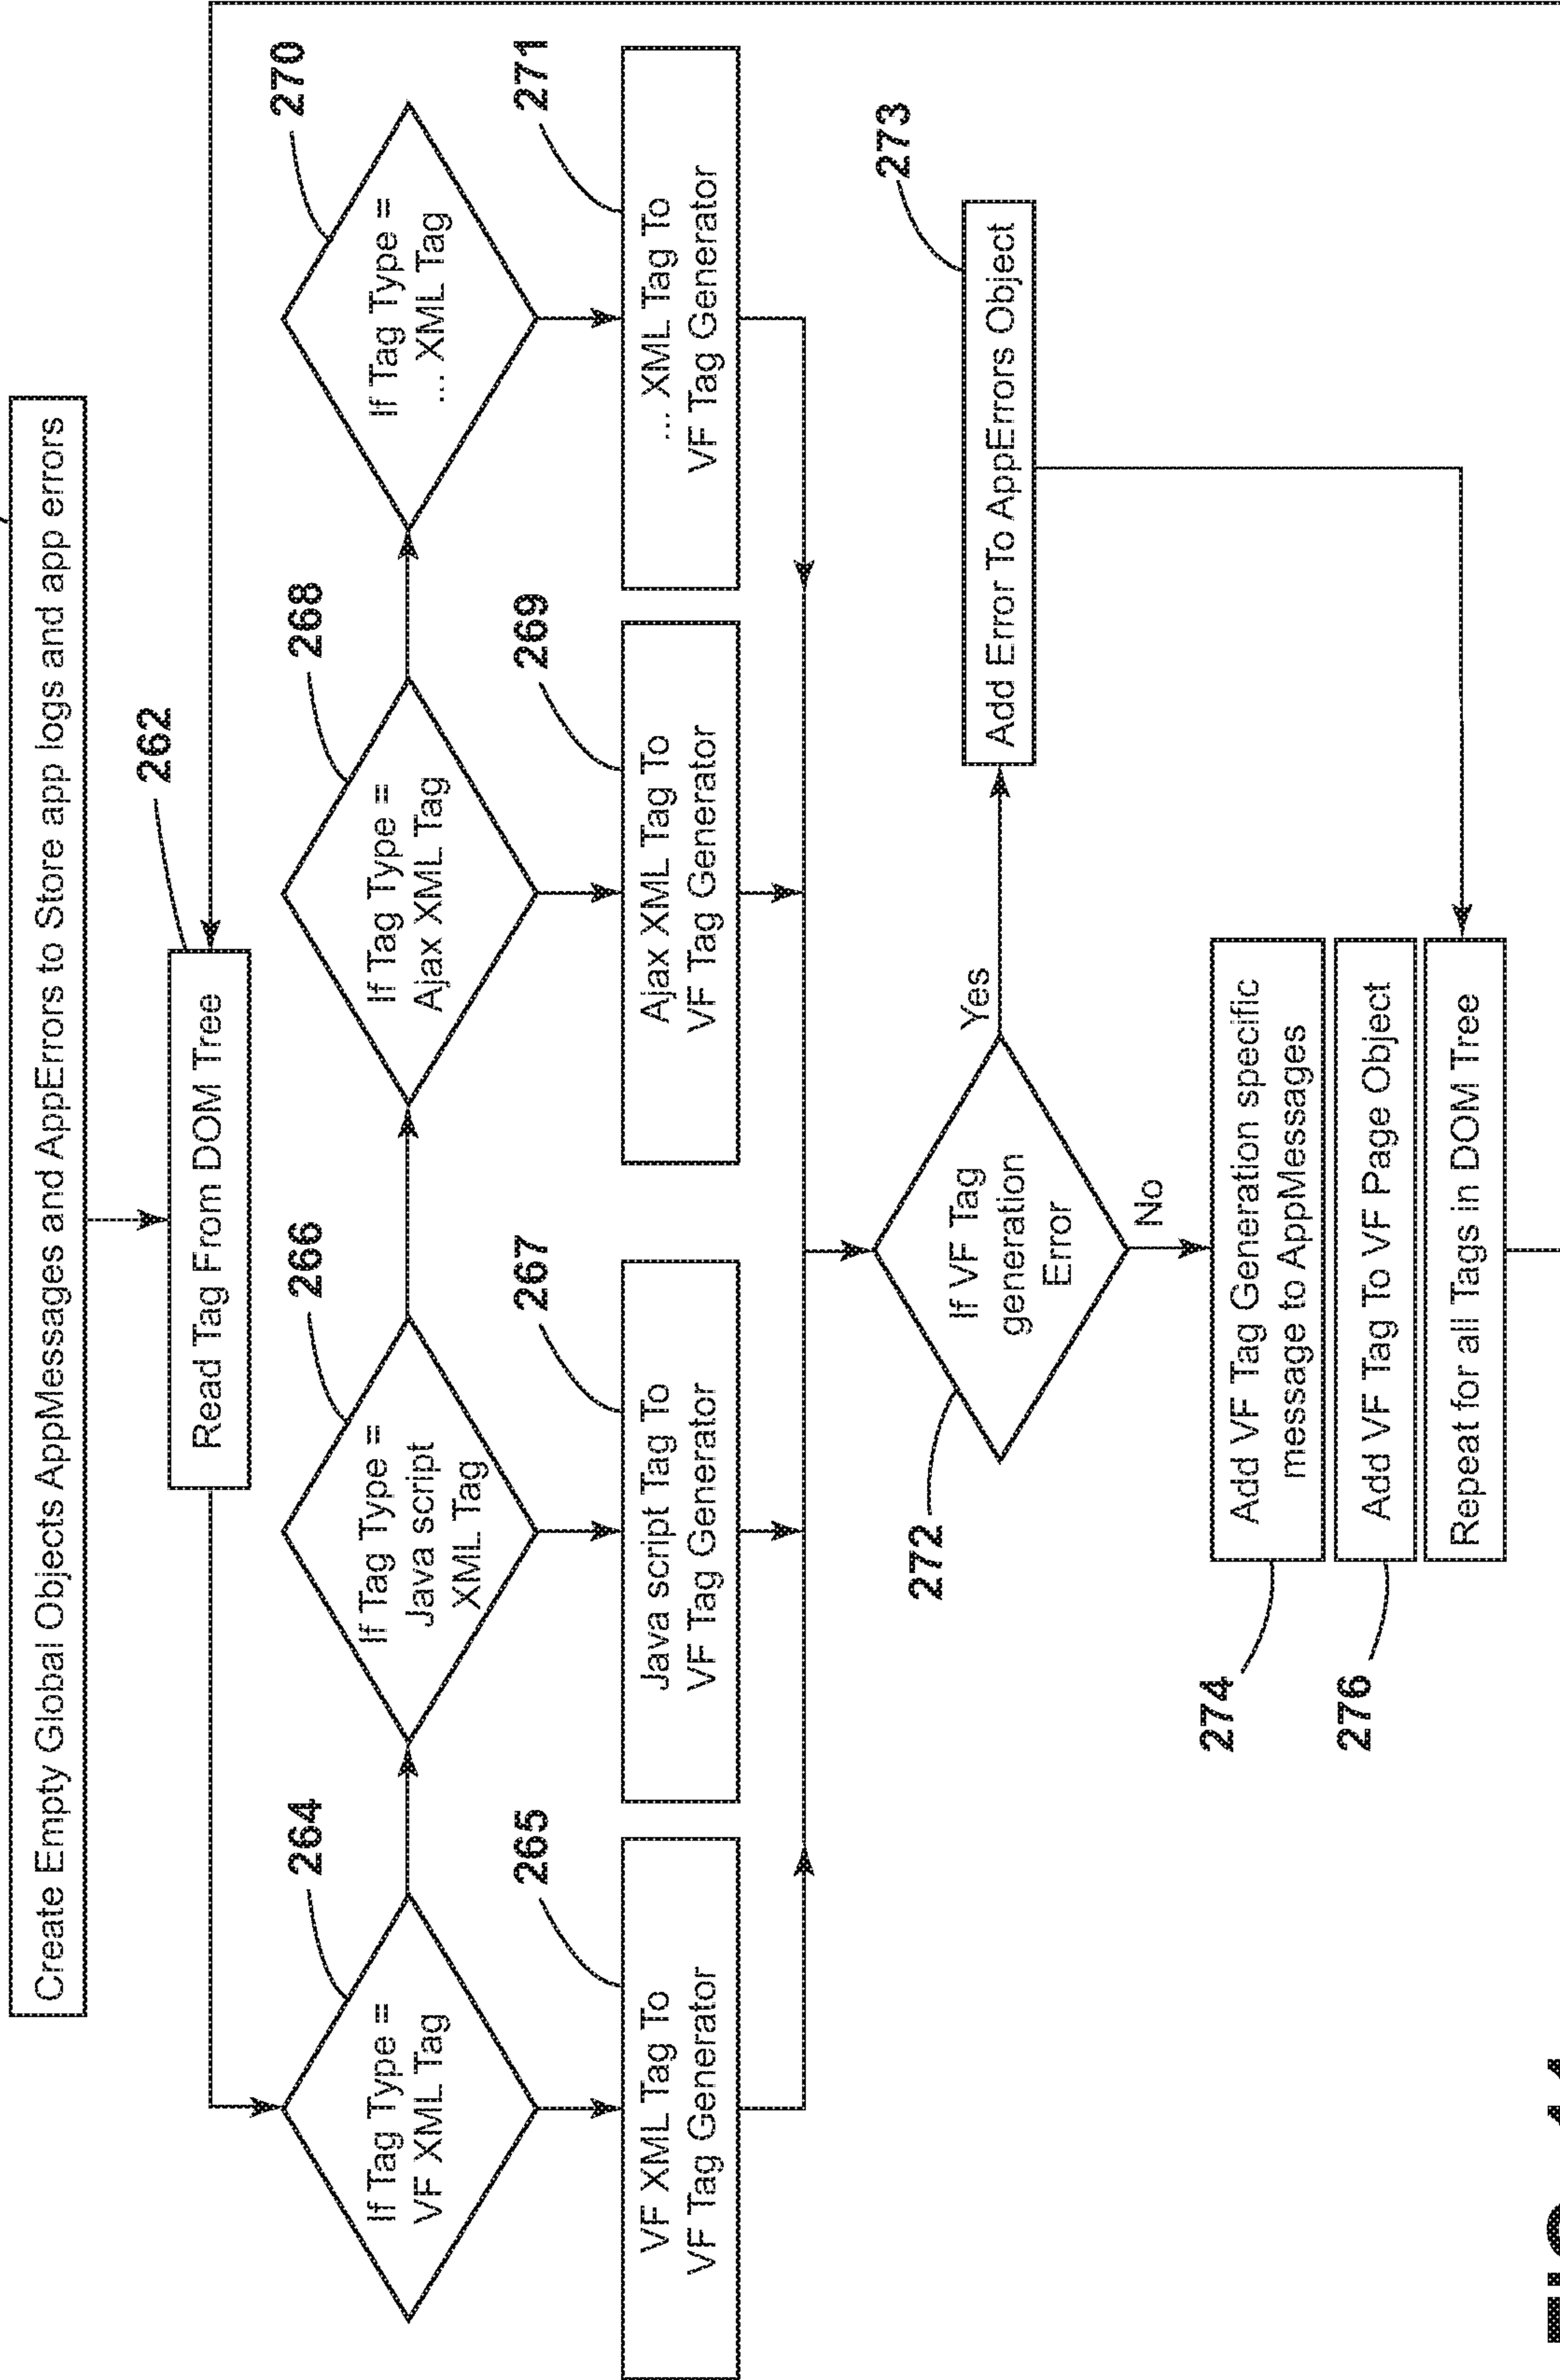 Create Empty Global Objects AppMessages and AppErrors to Store app logs and app errors
262
Read Tag From DOM Tree
264
If Tag Type =
VF XML Tag
266
If Tag Type =
Java script
XML Tag
268
If Tag Type =
Ajax XML Tag
270
If Tag Type =
... XML Tag
265
VF XML Tag To
VF Tag Generator
267
Java script Tag To
VF Tag Generator
269
Ajax XML Tag To
VF Tag Generator
271
... XML Tag To
VF Tag Generator
272
If VF Tag
generation
Error
Yes
No
273
Add Error To AppErrors Object
274
Add VF Tag Generation specific
message to AppMessages
276
Add VF Tag To VF Page Object
Repeat for all Tags in DOM Tree